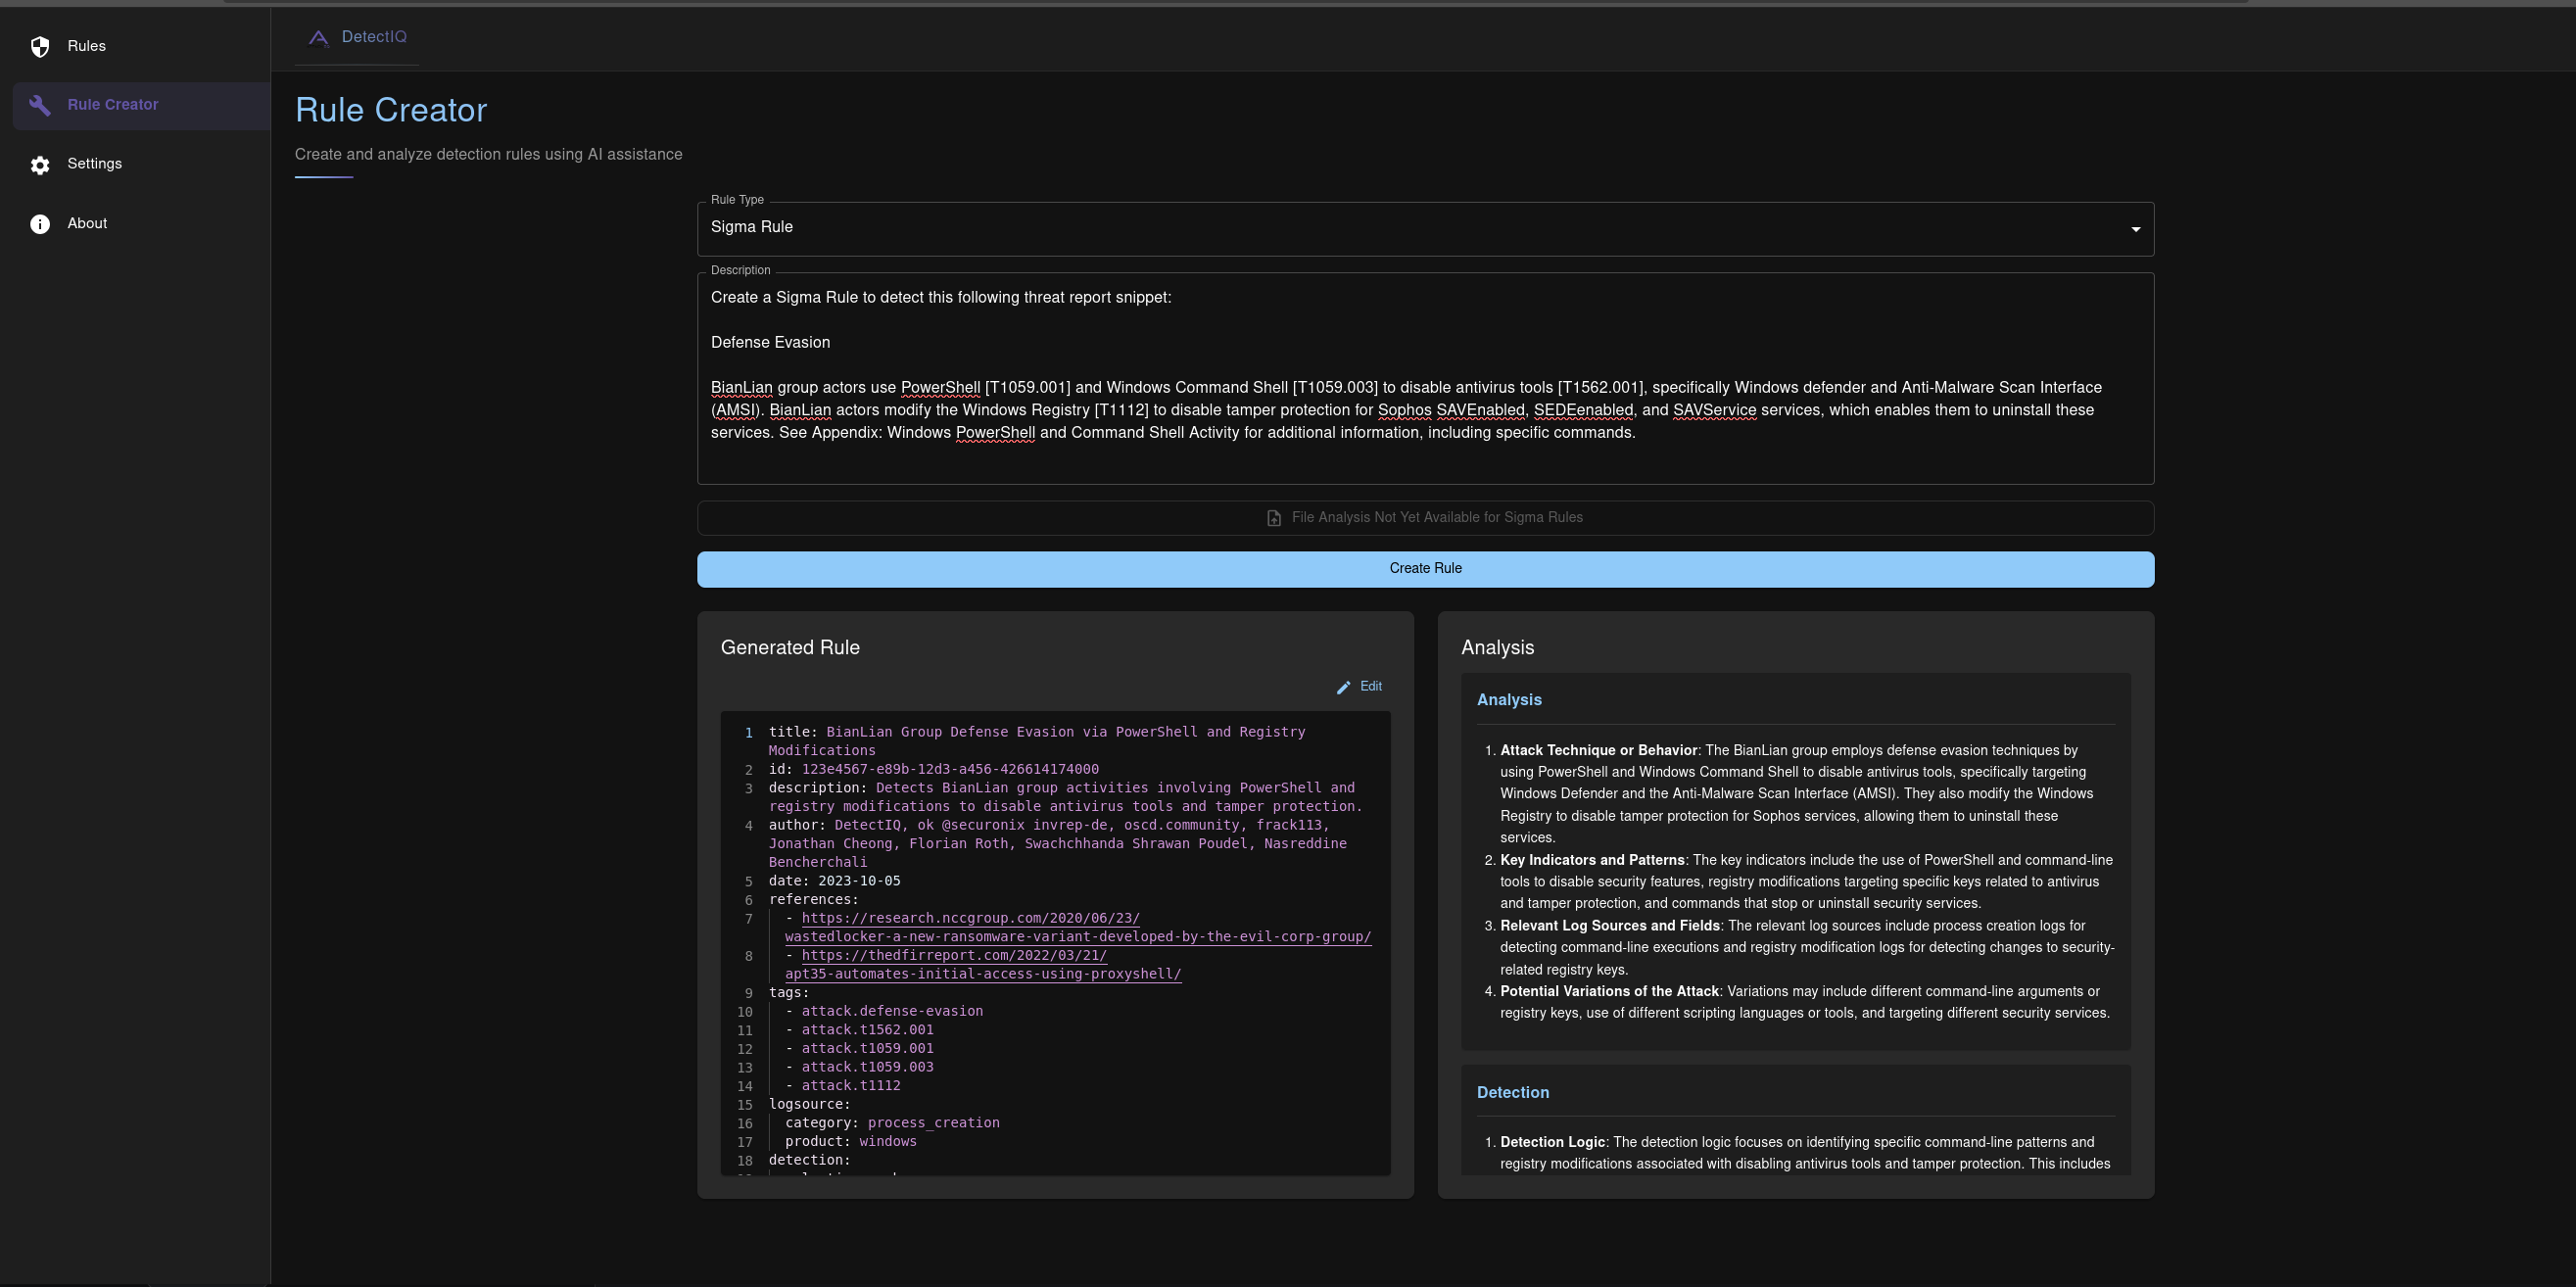 Rules
Rule Creator
Settings
About
DetectIQ
Rule Creator
Create and analyze detection rules using AI assistance
Rule Type
Sigma Rule
Description
Create a Sigma Rule to detect this following threat report snippet:
Defense Evasion
BianLian group actors use PowerShell [T1059.001] and Windows Command Shell [T1059.003] to disable antivirus tools [T1562.001], specifically Windows defender and Anti-Malware Scan Interface
(AMSI). BianLian actors modify the Windows Registry [T1112] to disable tamper protection for Sophos SAVEnabled, SEDEenabled, and SAVService services, which enables them to uninstall these
services. See Appendix: Windows PowerShell and Command Shell Activity for additional information, including specific commands.
File Analysis Not Yet Available for Sigma Rules
Create Rule
Generated Rule
Edit
1 title: BianLian Group Defense Evasion via PowerShell and Registry
Modifications
2 id: 123e4567-e89b-12d3-a456-426614174000
3 description: Detects BianLian group activities involving PowerShell and
registry modifications to disable antivirus tools and tamper protection.
4 author: DetectIQ, ok @securonix invrep-de, oscd.community, frack113,
Jonathan Cheong, Florian Roth, Swachchhanda Shrawan Poudel, Nasreddine
Bencherchali
5 date: 2023-10-05
6 references:
7 - https://research.nccgroup.com/2020/06/23/
wastedlocker-a-new-ransomware-variant-developed-by-the-evil-corp-group/
8 - https://thedfirreport.com/2022/03/21/
apt35-automates-initial-access-using-proxyshell/
9 tags:
10 - attack.defense-evasion
11 - attack.t1562.001
12 - attack.t1059.001
13 - attack.t1059.003
14 - attack.t1112
15 logsource:
16 category: process_creation
17 product: windows
18 detection:
Analysis
Analysis
1. Attack Technique or Behavior: The BianLian group employs defense evasion techniques by
using PowerShell and Windows Command Shell to disable antivirus tools, specifically targeting
Windows Defender and the Anti-Malware Scan Interface (AMSI). They also modify the Windows
Registry to disable tamper protection for Sophos services, allowing them to uninstall these
services.
2. Key Indicators and Patterns: The key indicators include the use of PowerShell and command-line
tools to disable security features, registry modifications targeting specific keys related to antivirus
and tamper protection, and commands that stop or uninstall security services.
3. Relevant Log Sources and Fields: The relevant log sources include process creation logs for
detecting command-line executions and registry modification logs for detecting changes to security-
related registry keys.
4. Potential Variations of the Attack: Variations may include different command-line arguments or
registry keys, use of different scripting languages or tools, and targeting different security services.
Detection
1. Detection Logic: The detection logic focuses on identifying specific command-line patterns and
registry modifications associated with disabling antivirus tools and tamper protection. This includes